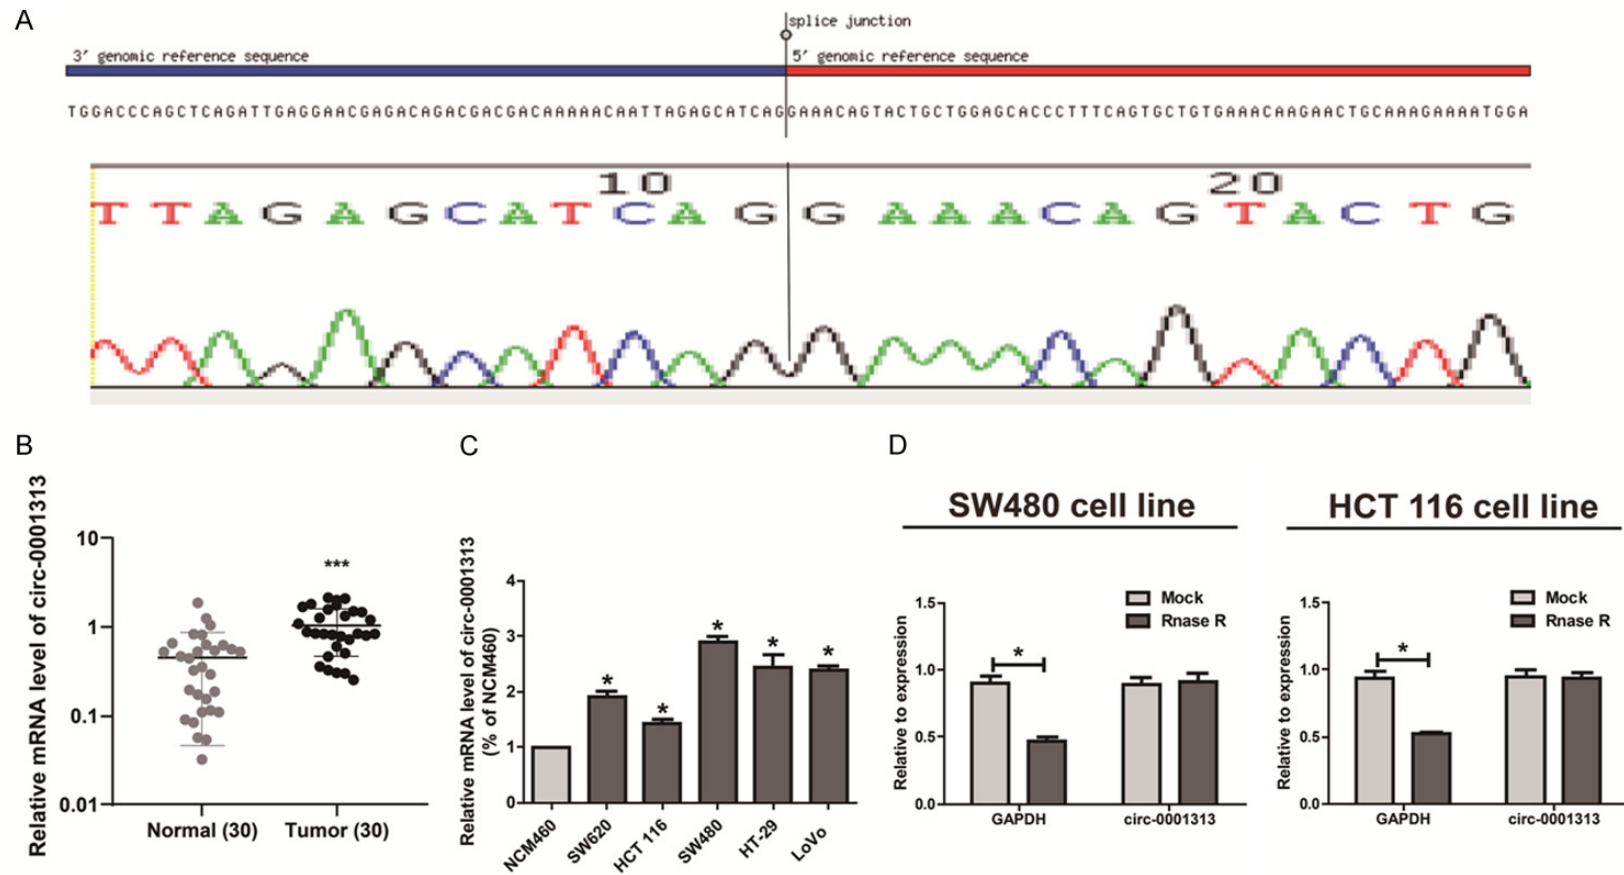 A
splice junction
3' genomic reference sequence
5' genomic reference sequence
TGGACCCAGCTCAGATTGAGGAACGAGACAGACGACGACAAAAACAATTAGAGCATCAGGAAACAGTACTGCTGGAGCACCCTTTCAGTGCTGTGAAACAAGAACTGCAAAGAAAATGGA
10
20
T T A G A G C A T C A G G A A A C A G T A C T G
B
Relative mRNA level of circ-0001313
10
1
0.1
0.01
***
Normal (30)
Tumor (30)
C
Relative mRNA level of circ-0001313
(% of NCM460)
4
3
2
1
0
*
*
*
*
*
NCM460
SW620
HCT 116
SW480
HT-29
LoVo
D
SW480 cell line
Mock
Rnase R
Relative to expression
1.5
1.0
0.5
0.0
*
GAPDH
circ-0001313
HCT 116 cell line
Mock
Rnase R
Relative to expression
1.5
1.0
0.5
0.0
*
GAPDH
circ-0001313